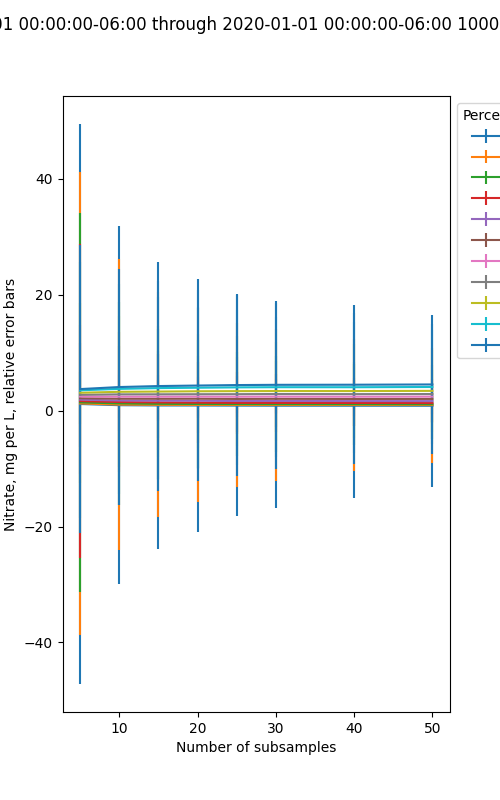 01 00:00:00-06:00 through 2020-01-01 00:00:00-06:00 1000
Perce
40
20
0
−20
−40
Nitrate, mg per L, relative error bars
10
20
30
40
50
Number of subsamples